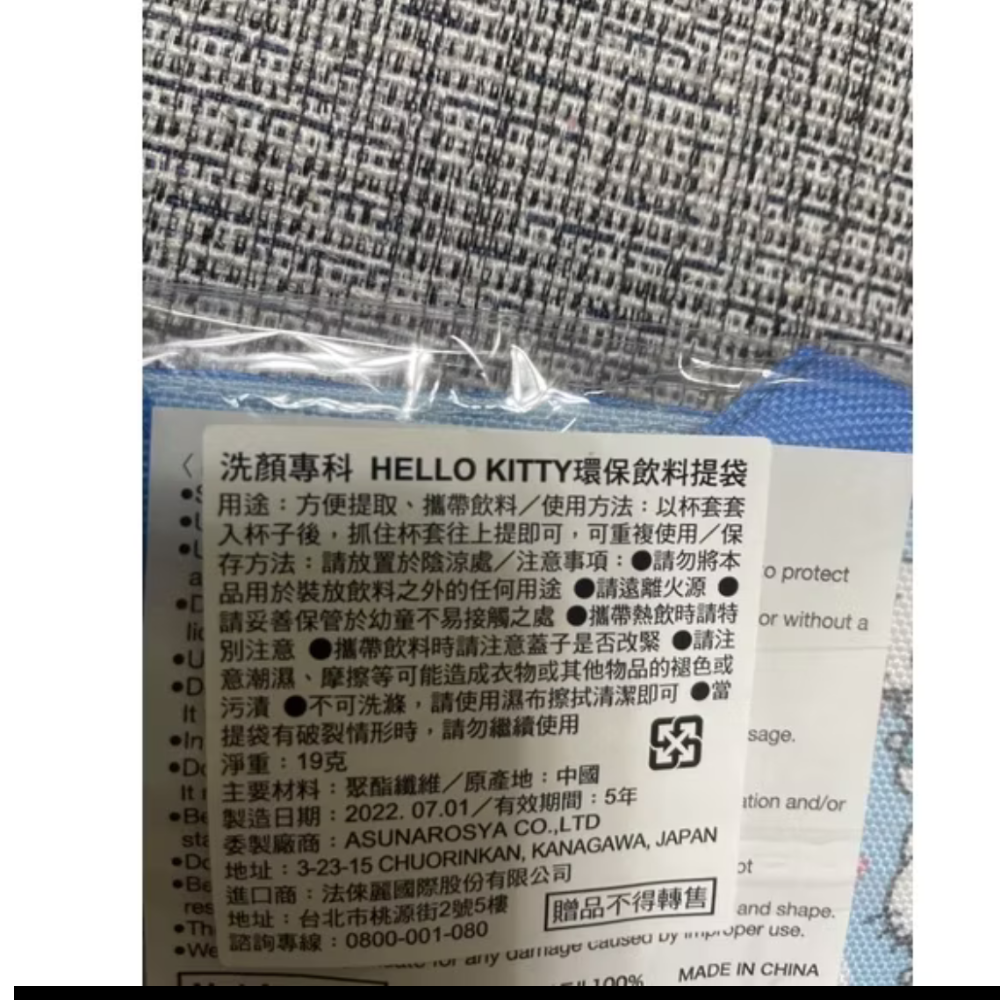 洗顏專科 HELLO KITTY環保飲料提袋
用途：方便提取、攜帶飲料／使用方法：以杯套套
入杯子後，抓住杯套往上提即可，可重複使用／保
存方法：請放置於陰涼處／注意事項：●請勿將本
品用於裝放飲料之外的任何用途 ●請遠離火源 ●
請妥善保管於幼童不易接觸之處 ●攜帶熱飲時請特
別注意 ●攜帶飲料時請注意蓋子是否改緊 ●請注
意潮濕、摩擦等可能造成衣物或其他物品的褪色或
污漬 ●不可洗滌，請使用濕布擦拭清潔即可 ●當
提袋有破裂情形時，請勿繼續使用
淨重：19克
主要材料：聚酯纖維／原產地：中國
製造日期：2022. 07.01／有效期間：5年
委製廠商：ASUNAROSYA CO.,LTD
地址：3-23-15 CHUORINKAN, KANAGAWA, JAPAN
進口商：法倈麗國際股份有限公司
地址：台北市桃源街2號5樓
諮詢專線：0800-001-080
贈品不得轉售
to protect
or without a
sage.
ation and/or
ot
and shape.
for any damage caused by improper use.
100%
MADE IN CHINA